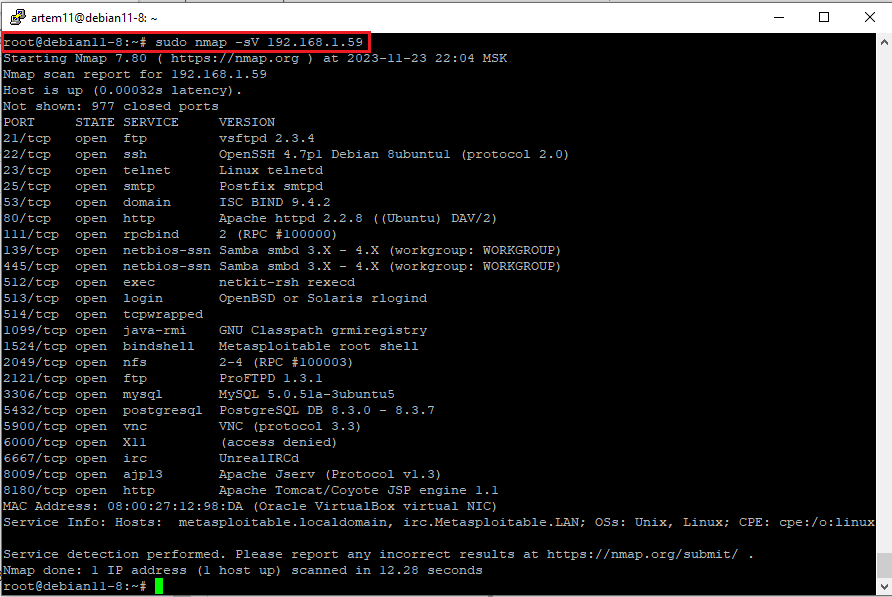 artem11@debian11-8: ~
root@debian11-8:~# sudo nmap -sV 192.168.1.59
Starting Nmap 7.80 ( https://nmap.org ) at 2023-11-23 22:04 MSK
Nmap scan report for 192.168.1.59
Host is up (0.00032s latency).
Not shown: 977 closed ports
PORT     STATE SERVICE     VERSION
21/tcp   open  ftp         vsftpd 2.3.4
22/tcp   open  ssh         OpenSSH 4.7p1 Debian 8ubuntu1 (protocol 2.0)
23/tcp   open  telnet      Linux telnetd
25/tcp   open  smtp        Postfix smtpd
53/tcp   open  domain      ISC BIND 9.4.2
80/tcp   open  http        Apache httpd 2.2.8 ((Ubuntu) DAV/2)
111/tcp  open  rpcbind     2 (RPC #100000)
139/tcp  open  netbios-ssn Samba smbd 3.X - 4.X (workgroup: WORKGROUP)
445/tcp  open  netbios-ssn Samba smbd 3.X - 4.X (workgroup: WORKGROUP)
512/tcp  open  exec        netkit-rsh rexecd
513/tcp  open  login       OpenBSD or Solaris rlogind
514/tcp  open  tcpwrapped
1099/tcp open  java-rmi    GNU Classpath grmiregistry
1524/tcp open  bindshell   Metasploitable root shell
2049/tcp open  nfs         2-4 (RPC #100003)
2121/tcp open  ftp         ProFTPD 1.3.1
3306/tcp open  mysql       MySQL 5.0.51a-3ubuntu5
5432/tcp open  postgresql  PostgreSQL DB 8.3.0 - 8.3.7
5900/tcp open  vnc         VNC (protocol 3.3)
6000/tcp open  X11         (access denied)
6667/tcp open  irc         UnrealIRCd
8009/tcp open  ajp13       Apache Jserv (Protocol v1.3)
8180/tcp open  http        Apache Tomcat/Coyote JSP engine 1.1
MAC Address: 08:00:27:12:98:DA (Oracle VirtualBox virtual NIC)
Service Info: Hosts:  metasploitable.localdomain, irc.Metasploitable.LAN; OSs: Unix, Linux; CPE: cpe:/o:linux
Service detection performed. Please report any incorrect results at https://nmap.org/submit/ .
Nmap done: 1 IP address (1 host up) scanned in 12.28 seconds
root@debian11-8:~#